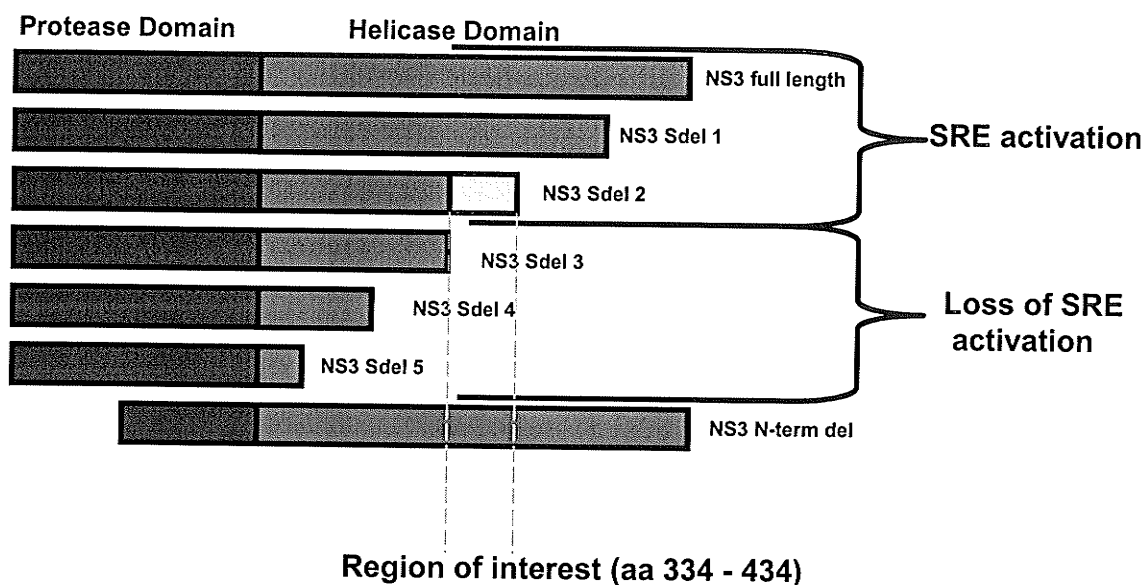 Protease Domain
Helicase Domain
NS3 full length
NS3 Sdel 1
SRE activation
NS3 Sdel 2
NS3 Sdel 3
NS3 Sdel 4
Loss of SRE
activation
NS3 Sdel 5
NS3 N-term del
Region of interest (aa 334 - 434)